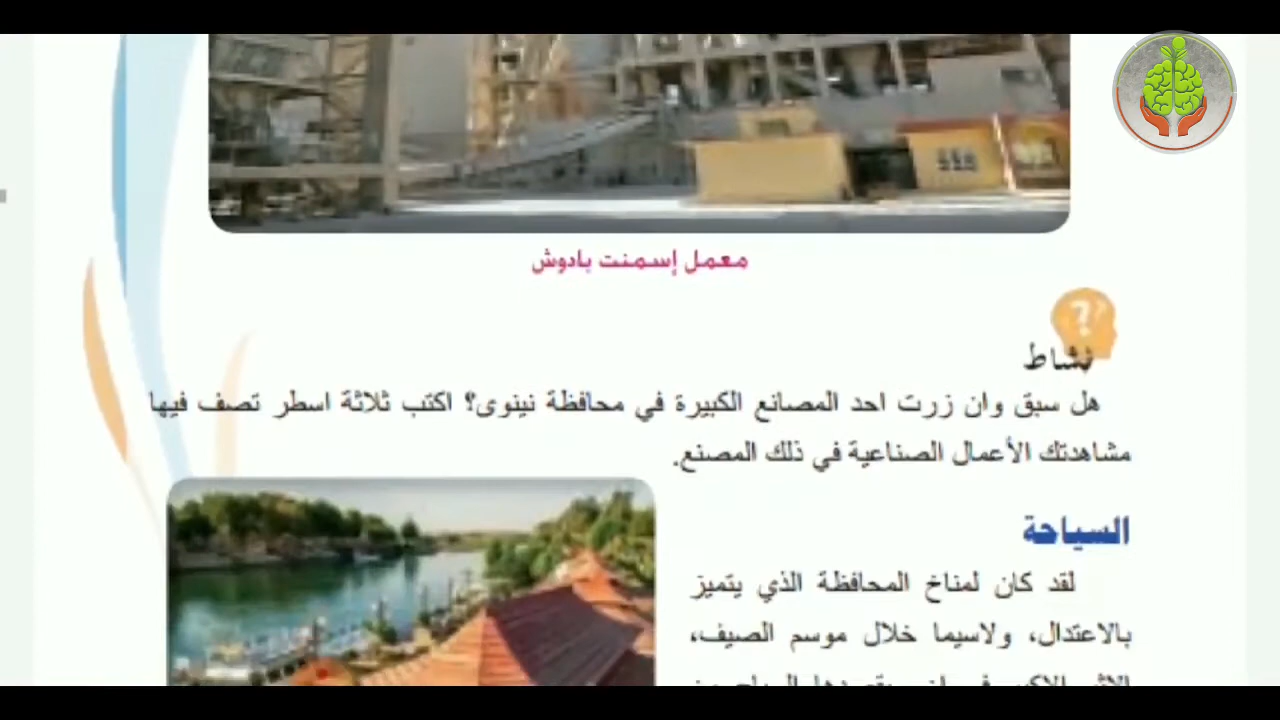 معمل إسمنت بادوش
نشاط
هل سبق وان زرت احد المصانع الكبيرة في محافظة نينوى؟ اكتب ثلاثة اسطر تصف فيها
مشاهدتك الأعمال الصناعية في ذلك المصنع.
السياحة
لقد كان لمناخ المحافظة الذي يتميز
بالاعتدال، ولاسيما خلال موسم الصيف،